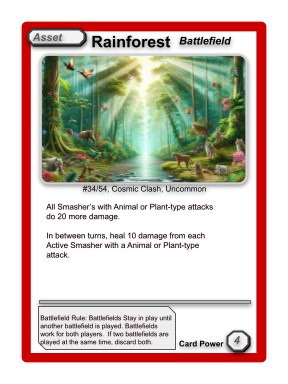 Asset
Rainforest Battlefield
#34/54, Cosmic Clash, Uncommon
All Smasher's with Animal or Plant-type attacks
do 20 more damage.
In between turns, heal 10 damage from each
Active Smasher with a Animal or Plant-type
attack.
Battlefield Rule: Battlefields Stay in play until
another battlefield is played. Battlefields
work for both players. If two battlefields are
played at the same time, discard both.
Card Power 4